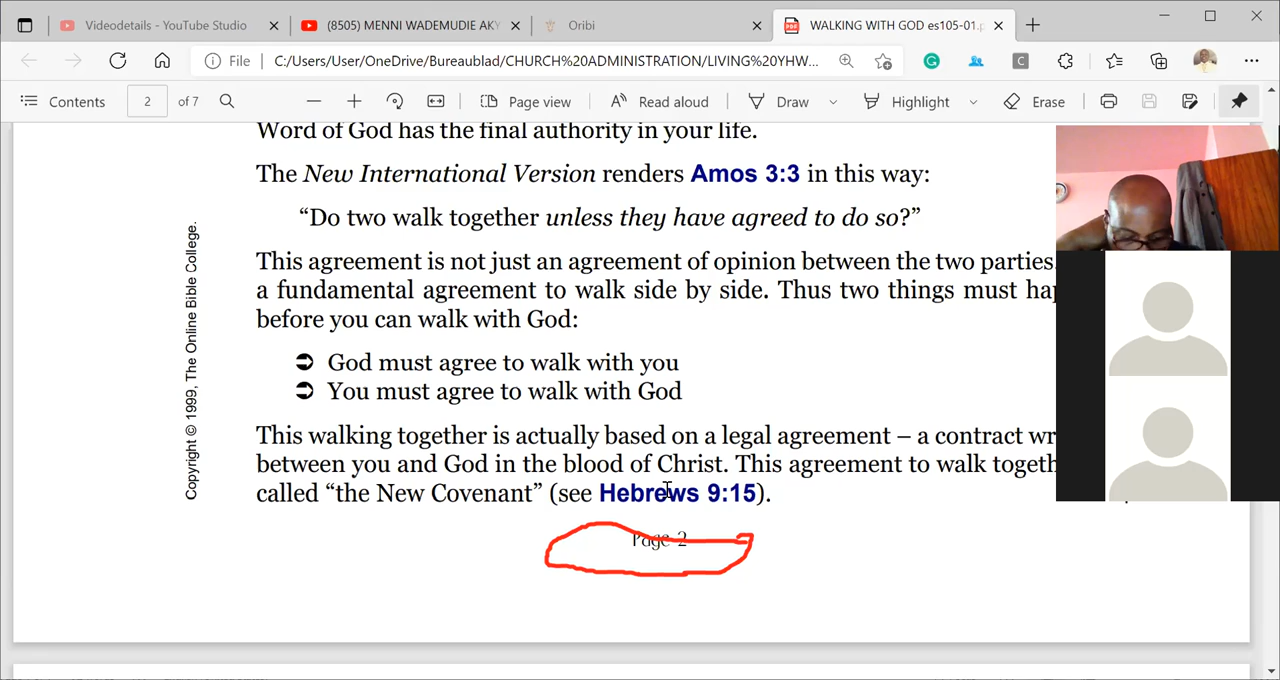 Videodetails - YouTube Studio
(8505) MENNI WADEMUDIE AKY
Oribi
WALKING WITH GOD es105-01.p
File
C:/Users/User/OneDrive/Bureaublad/CHURCH%20ADMINISTRATION/LIVING%20YHW...
Contents
2 of 7
Page view
Read aloud
Draw
Highlight
Erase
Word of God has the final authority in your life.
The New International Version renders Amos 3:3 in this way:
“Do two walk together unless they have agreed to do so?”
This agreement is not just an agreement of opinion between the two parties.
a fundamental agreement to walk side by side. Thus two things must
before you can walk with God:
➲ God must agree to walk with you
➲ You must agree to walk with God
This walking together is actually based on a legal agreement – a contract
between you and God in the blood of Christ. This agreement to walk
called “the New Covenant” (see Hebrews 9:15).
Page 2
Copyright © 1999, The Online Bible College.